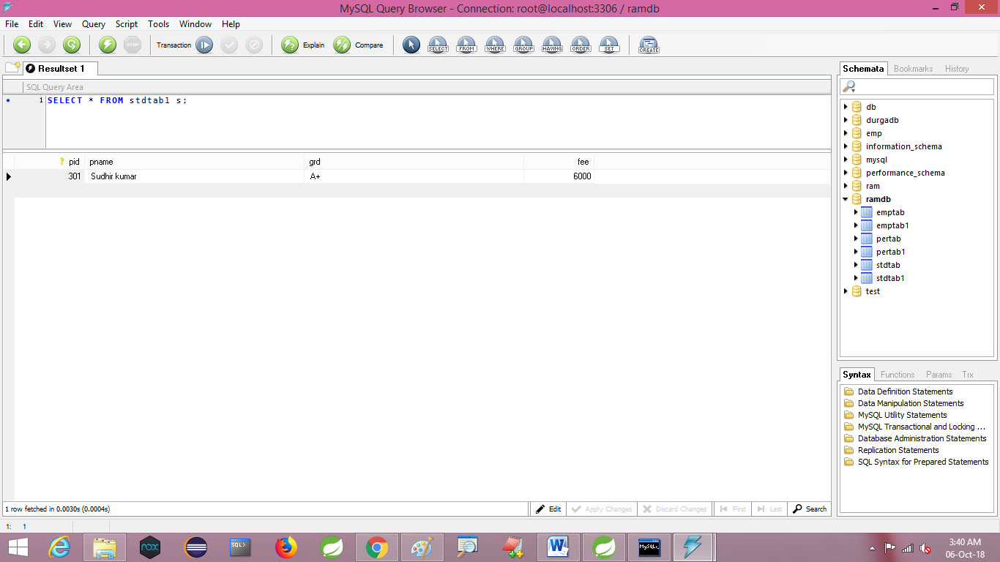 MySQL Query Browser - Connection: root@localhost:3306 / ramdb
File Edit View Query Script Tools Window Help
STOP Transaction Explain Compare SELECT FROM WHERE GROUP HAVING ORDER SET CREATE
Resultset 1
SQL Query Area
1 SELECT * FROM stdtab1 s;
pid pname grd fee
301 Sudhir kumar A+ 6000
1 row fetched in 0.0030s (0.0004s)
Edit Apply Changes Discard Changes First Last Search
1: 1
Schemata Bookmarks History
db
durgadb
emp
information_schema
mysql
performance_schema
ram
ramdb
emptab
emptab1
pertab
pertab1
stdtab
stdtab1
test
Syntax Functions Params Trx
Data Definition Statements
Data Manipulation Statements
MySQL Utility Statements
MySQL Transactional and Locking ...
Database Administration Statements
Replication Statements
SQL Syntax for Prepared Statements
nox
SQL>
W
MySQL>
3:40 AM
06-Oct-18